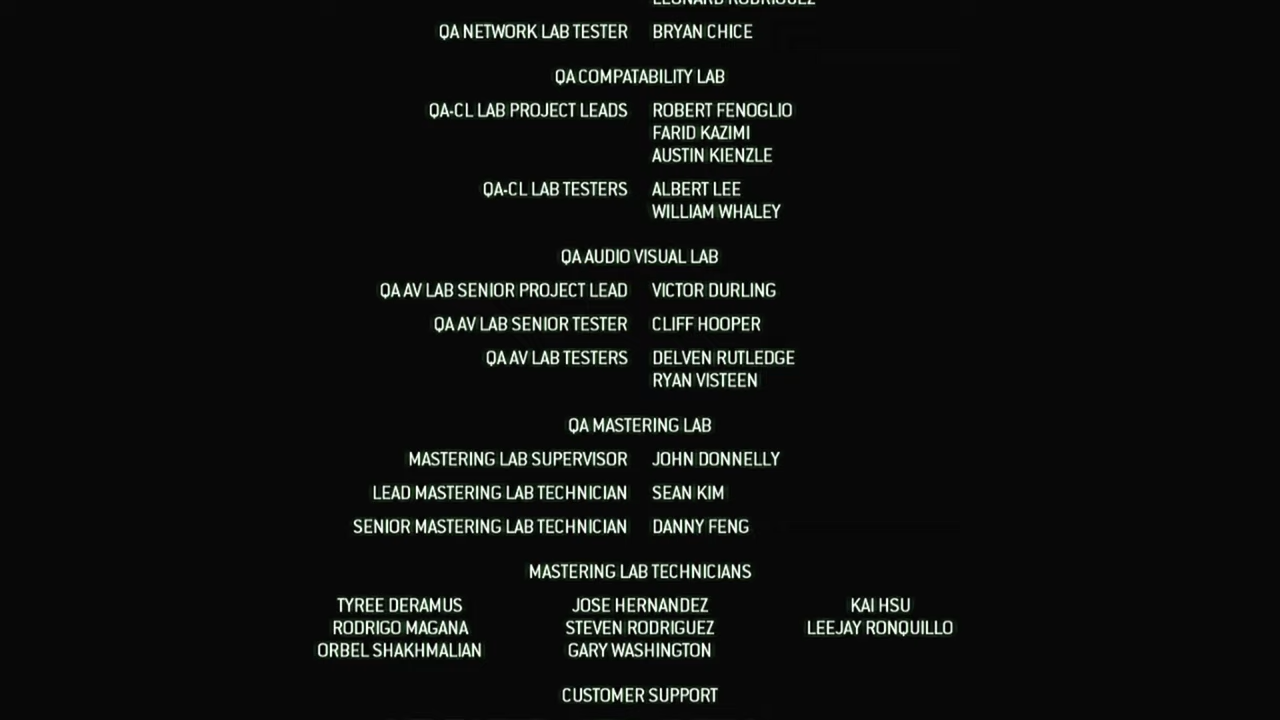 LEONARD RODRIGUEZ
QA NETWORK LAB TESTER BRYAN CHICE
QA COMPATABILITY LAB
QA-CL LAB PROJECT LEADS ROBERT FENOGLIO
FARID KAZIMI
AUSTIN KIENZLE
QA-CL LAB TESTERS ALBERT LEE
WILLIAM WHALEY
QA AUDIO VISUAL LAB
QA AV LAB SENIOR PROJECT LEAD VICTOR DURLING
QA AV LAB SENIOR TESTER CLIFF HOOPER
QA AV LAB TESTERS DELVEN RUTLEDGE
RYAN VISTEEN
QA MASTERING LAB
MASTERING LAB SUPERVISOR JOHN DONNELLY
LEAD MASTERING LAB TECHNICIAN SEAN KIM
SENIOR MASTERING LAB TECHNICIAN DANNY FENG
MASTERING LAB TECHNICIANS
TYREE DERAMUS JOSE HERNANDEZ KAI HSU
RODRIGO MAGANA STEVEN RODRIGUEZ LEEJAY RONQUILLO
ORBEL SHAKHMALIAN GARY WASHINGTON
CUSTOMER SUPPORT